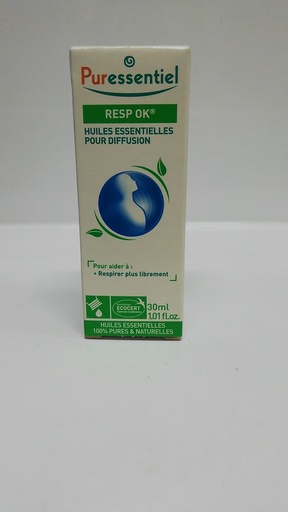 Puressentiel
RESP OK®
HUILES ESSENTIELLES
POUR DIFFUSION
Pour aider à :
• Respirer plus librement
ECOCERT
30ml
1.01 fl.oz.
HUILES ESSENTIELLES
100% PURES & NATURELLES